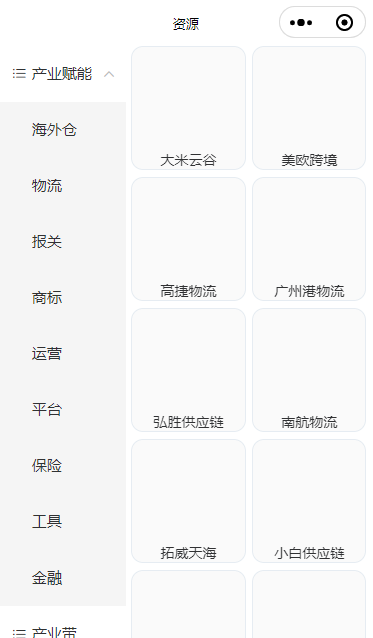 资源
产业赋能
海外仓
物流
报关
商标
运营
平台
保险
工具
金融
产业带
大米云谷
美欧跨境
高捷物流
广州港物流
弘胜供应链
南航物流
拓威天海
小白供应链